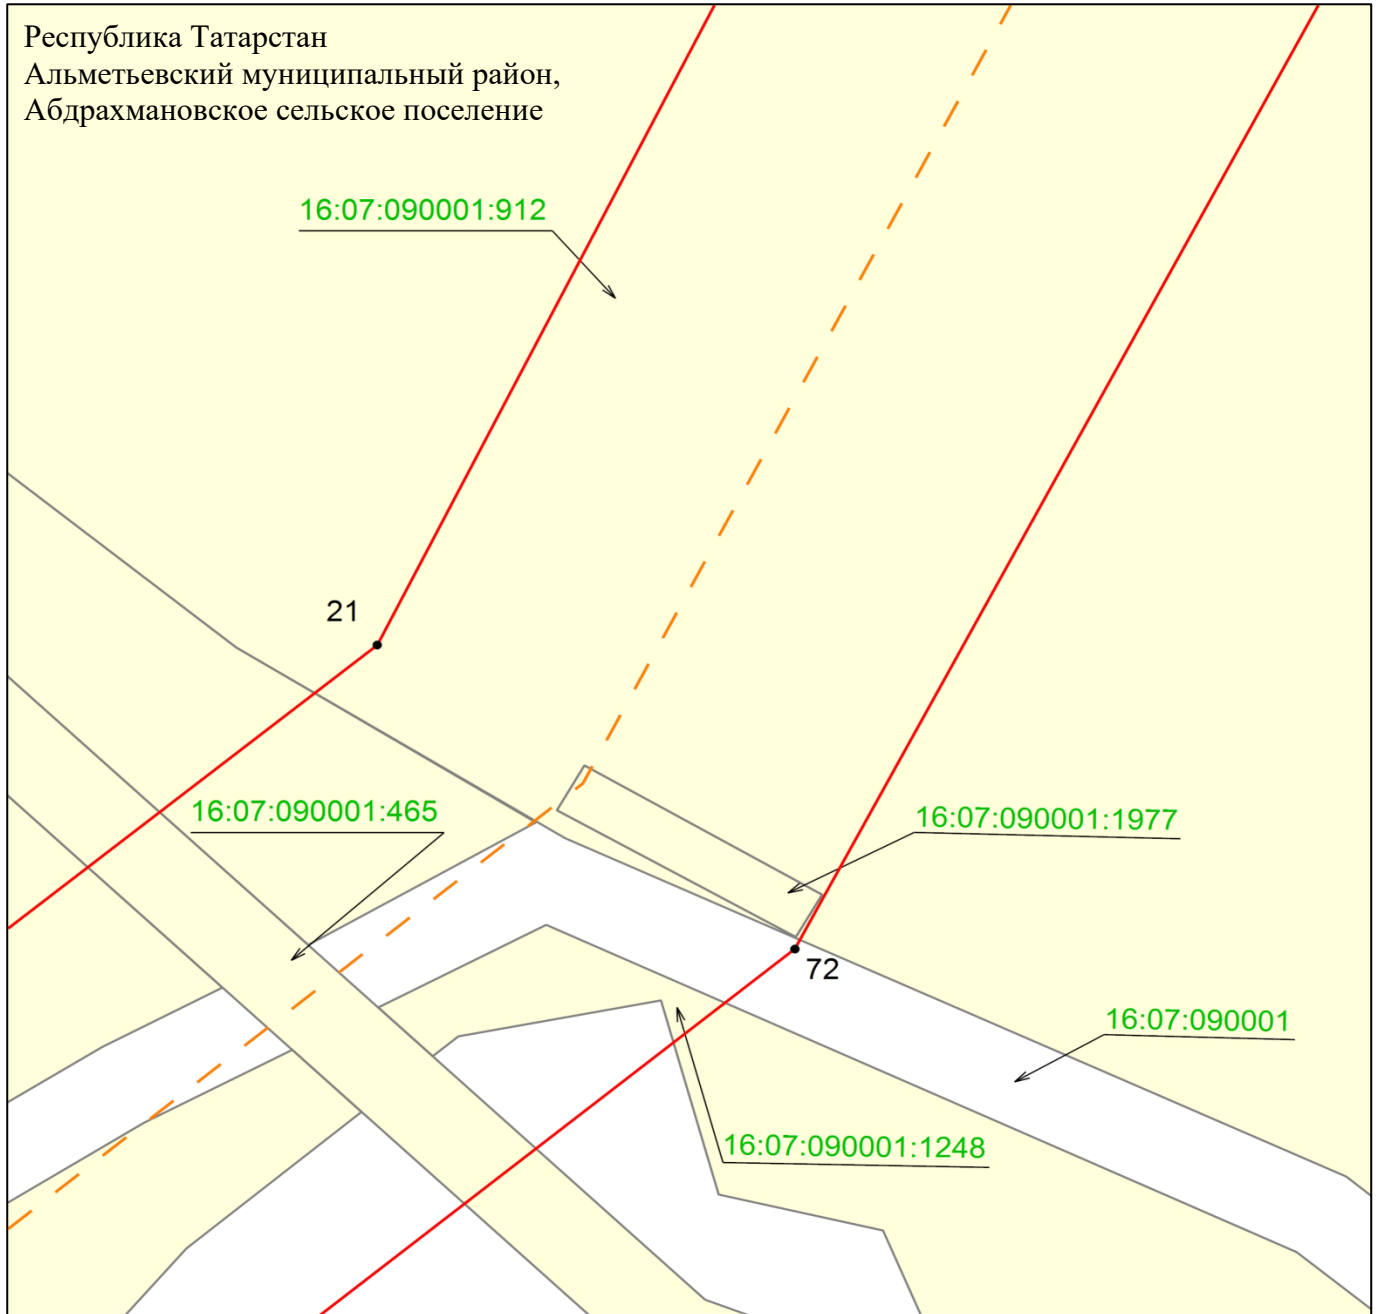 Республика Татарстан
Альметьевский муниципальный район,
Абдрахмановское сельское поселение
16:07:090001:912
21
16:07:090001:465
16:07:090001:1977
72
16:07:090001
16:07:090001:1248